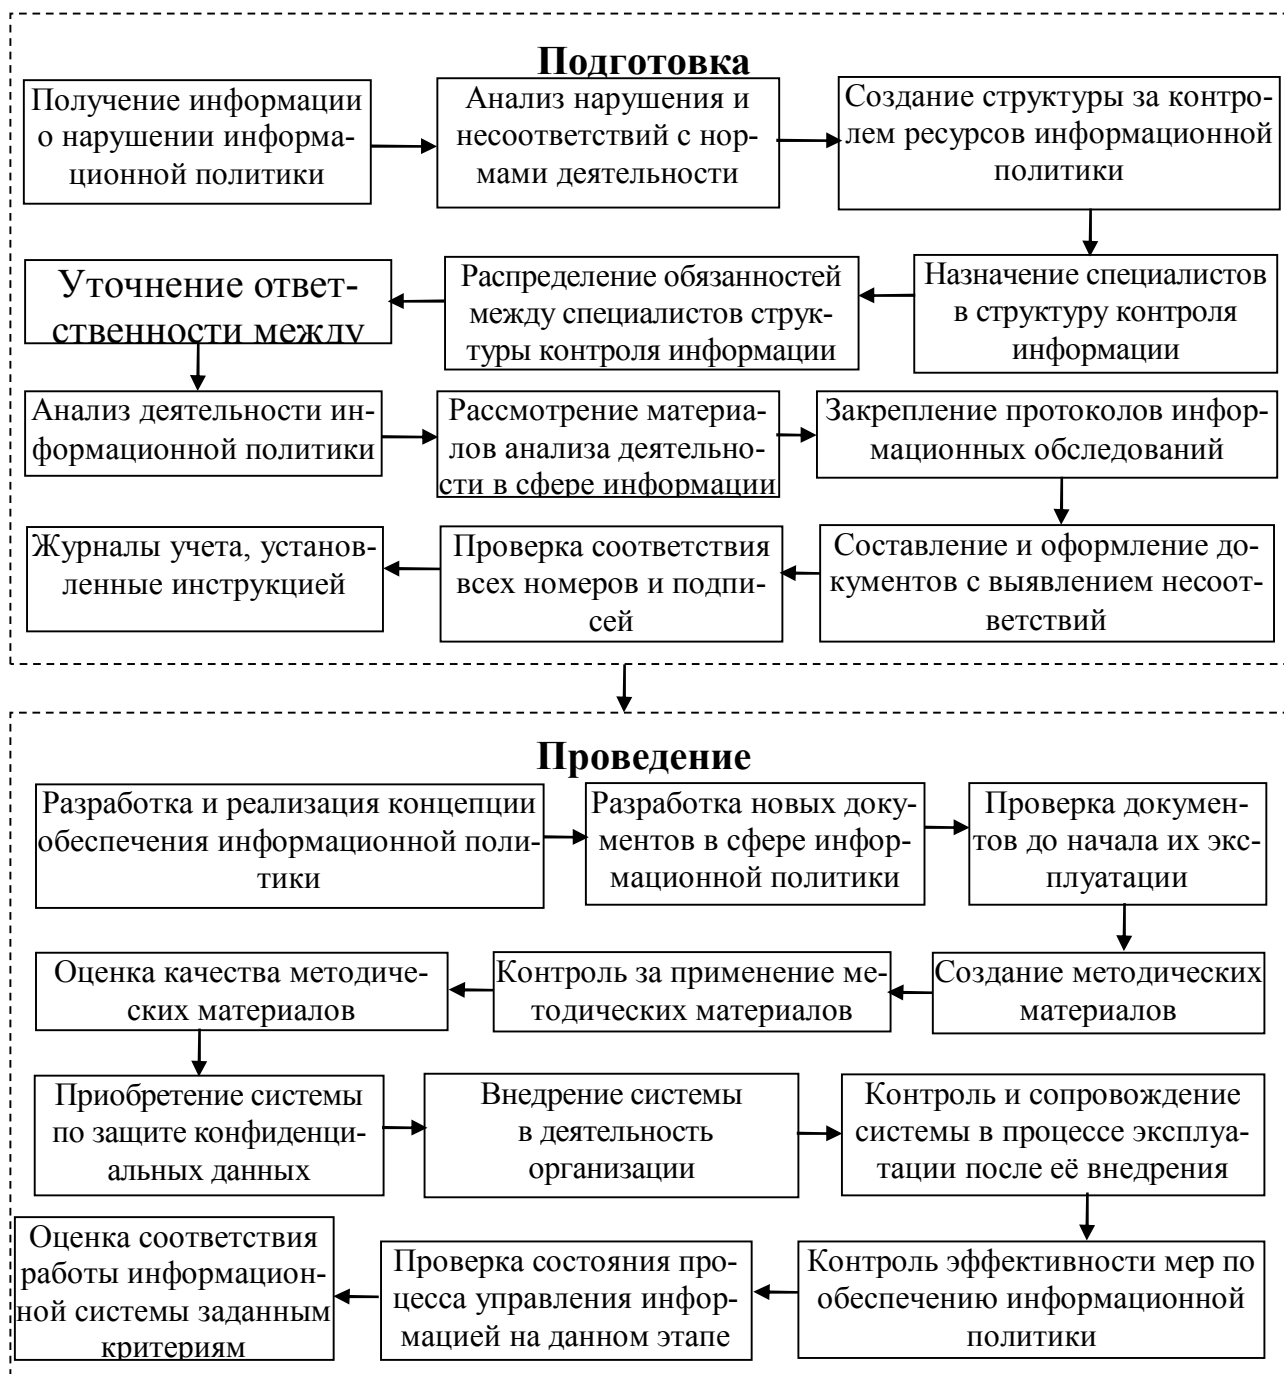 Подготовка
Получение информации
о нарушении информа-
ционной политики
Анализ нарушения и
несоответствий с нор-
мами деятельности
Создание структуры за контро-
лем ресурсов информационной
политики
Назначение специалистов
в структуру контроля
информации
Распределение обязанностей
между специалистов струк-
туры контроля информации
Уточнение ответ-
ственности между
Анализ деятельности ин-
формационной политики
Рассмотрение материа-
лов анализа деятельно-
сти в сфере информации
Закрепление протоколов инфор-
мационных обследований
Составление и оформление до-
кументов с выявлением несоот-
ветствий
Проверка соответствия
всех номеров и подпи-
сей
Журналы учета, установ-
ленные инструкцией
Проведение
Разработка и реализация концепции
обеспечения информационной поли-
тики
Разработка новых доку-
ментов в сфере инфор-
мационной политики
Проверка докумен-
тов до начала их экс-
плуатации
Создание методических
материалов
Контроль за применение ме-
тодических материалов
Оценка качества методиче-
ских материалов
Приобретение системы
по защите конфиденци-
альных данных
Внедрение системы
в деятельность
организации
Контроль и сопровождение
системы в процессе эксплуа-
тации после её внедрения
Контроль эффективности мер по
обеспечению информационной
политики
Проверка состояния про-
цесса управления инфор-
мацией на данном этапе
Оценка соответствия
работы информацион-
ной системы заданным
критериям